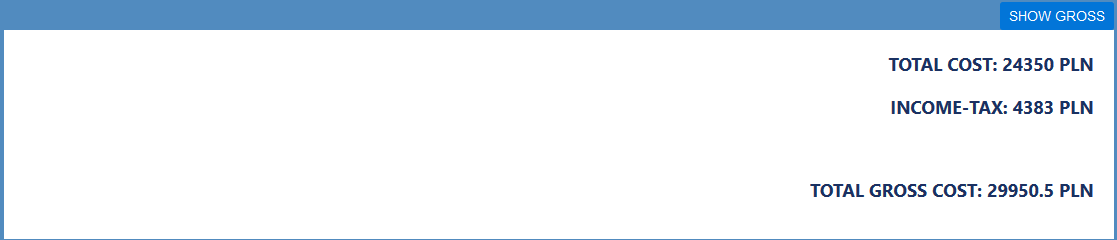 SHOW GROSS
TOTAL COST: 24350 PLN
INCOME-TAX: 4383 PLN
TOTAL GROSS COST: 29950.5 PLN